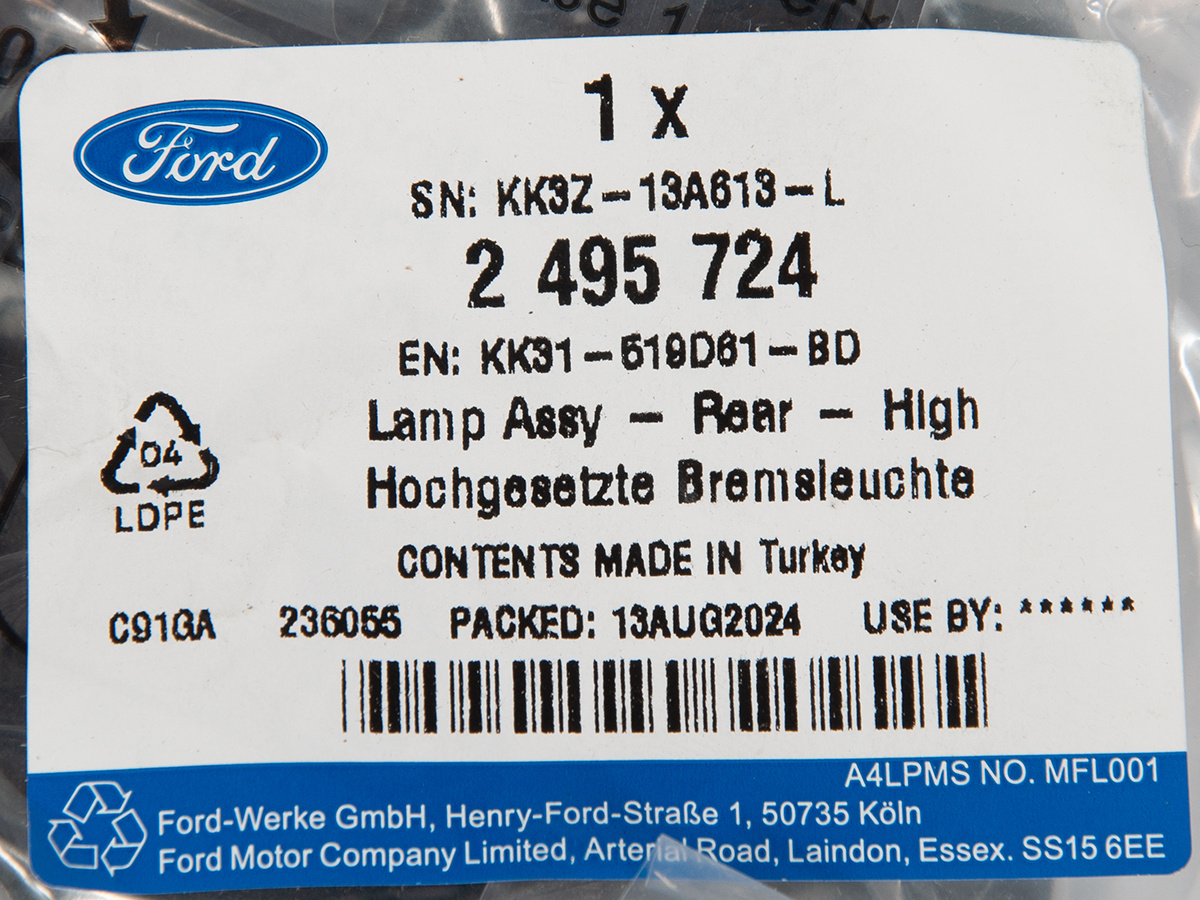 Ford
1 x
SN: KK3Z-13A613-L
2 495 724
EN: KK31-519D61-BD
Lamp Assy - Rear - High
Hochgesetzte Bremsleuchte
04
LDPE
CONTENTS MADE IN Turkey
C91GA 236055 PACKED: 13AUG2024 USE BY: ******
A4LPMS NO. MFL001
Ford-Werke GmbH, Henry-Ford-Straße 1, 50735 Köln
Ford Motor Company Limited, Arterial Road, Laindon, Essex. SS15 6EE